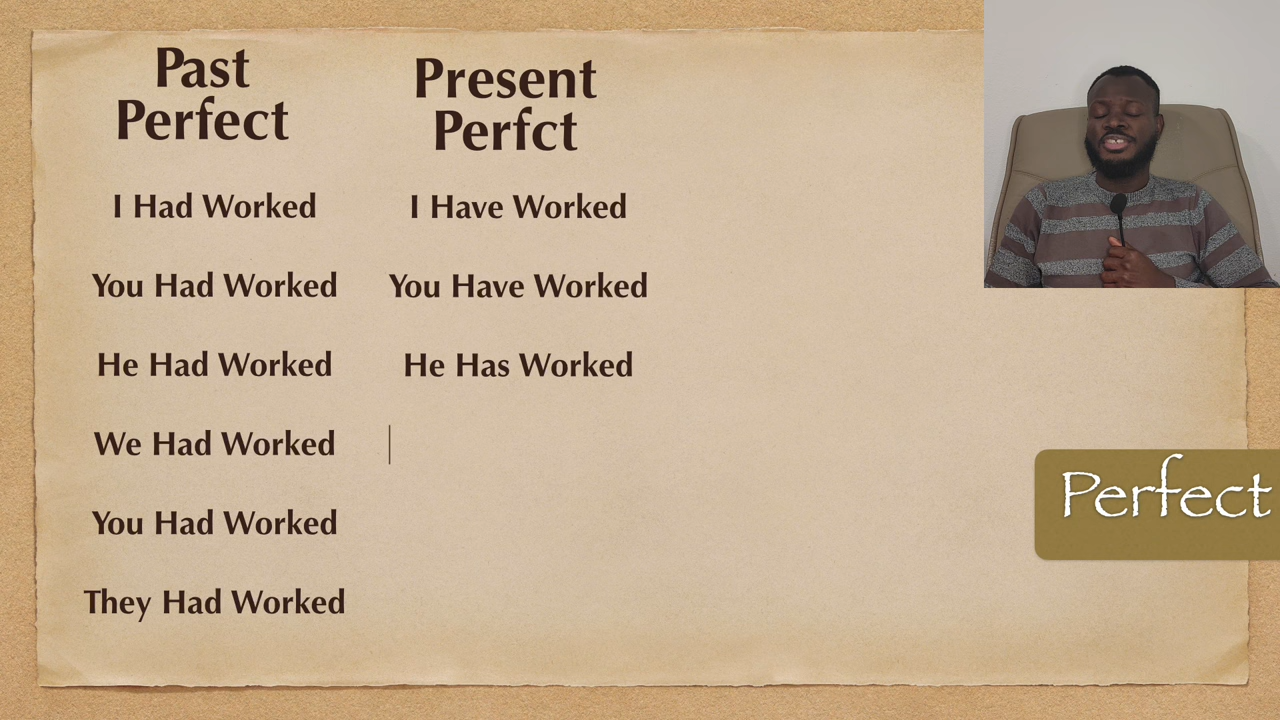 Past
Perfect
I Had Worked
You Had Worked
He Had Worked
We Had Worked
You Had Worked
They Had Worked
Present
Perfct
I Have Worked
You Have Worked
He Has Worked
Perfect